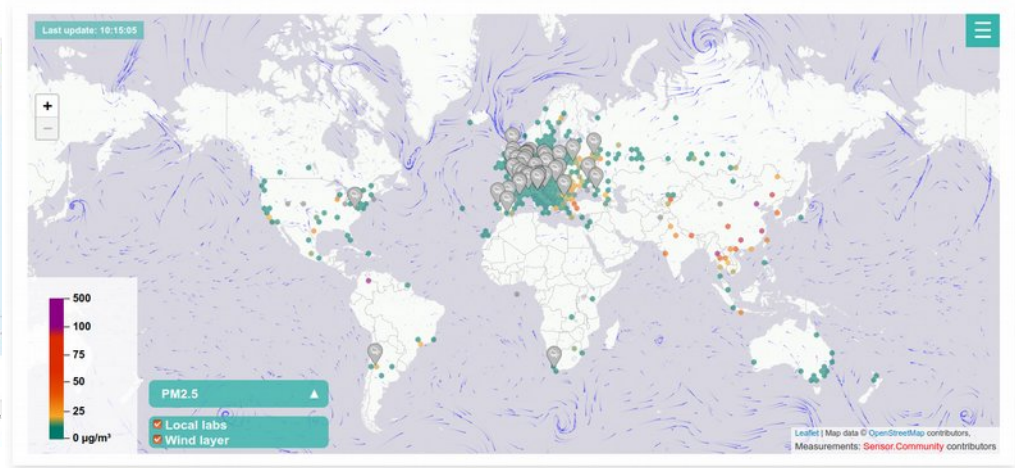 Last update: 10:15:05
+
−
500
100
75
50
25
0 µg/m³
PM2.5 ▲
Local labs
Wind layer
Leaflet | Map data © OpenStreetMap contributors,
Measurements: Sensor.Community contributors